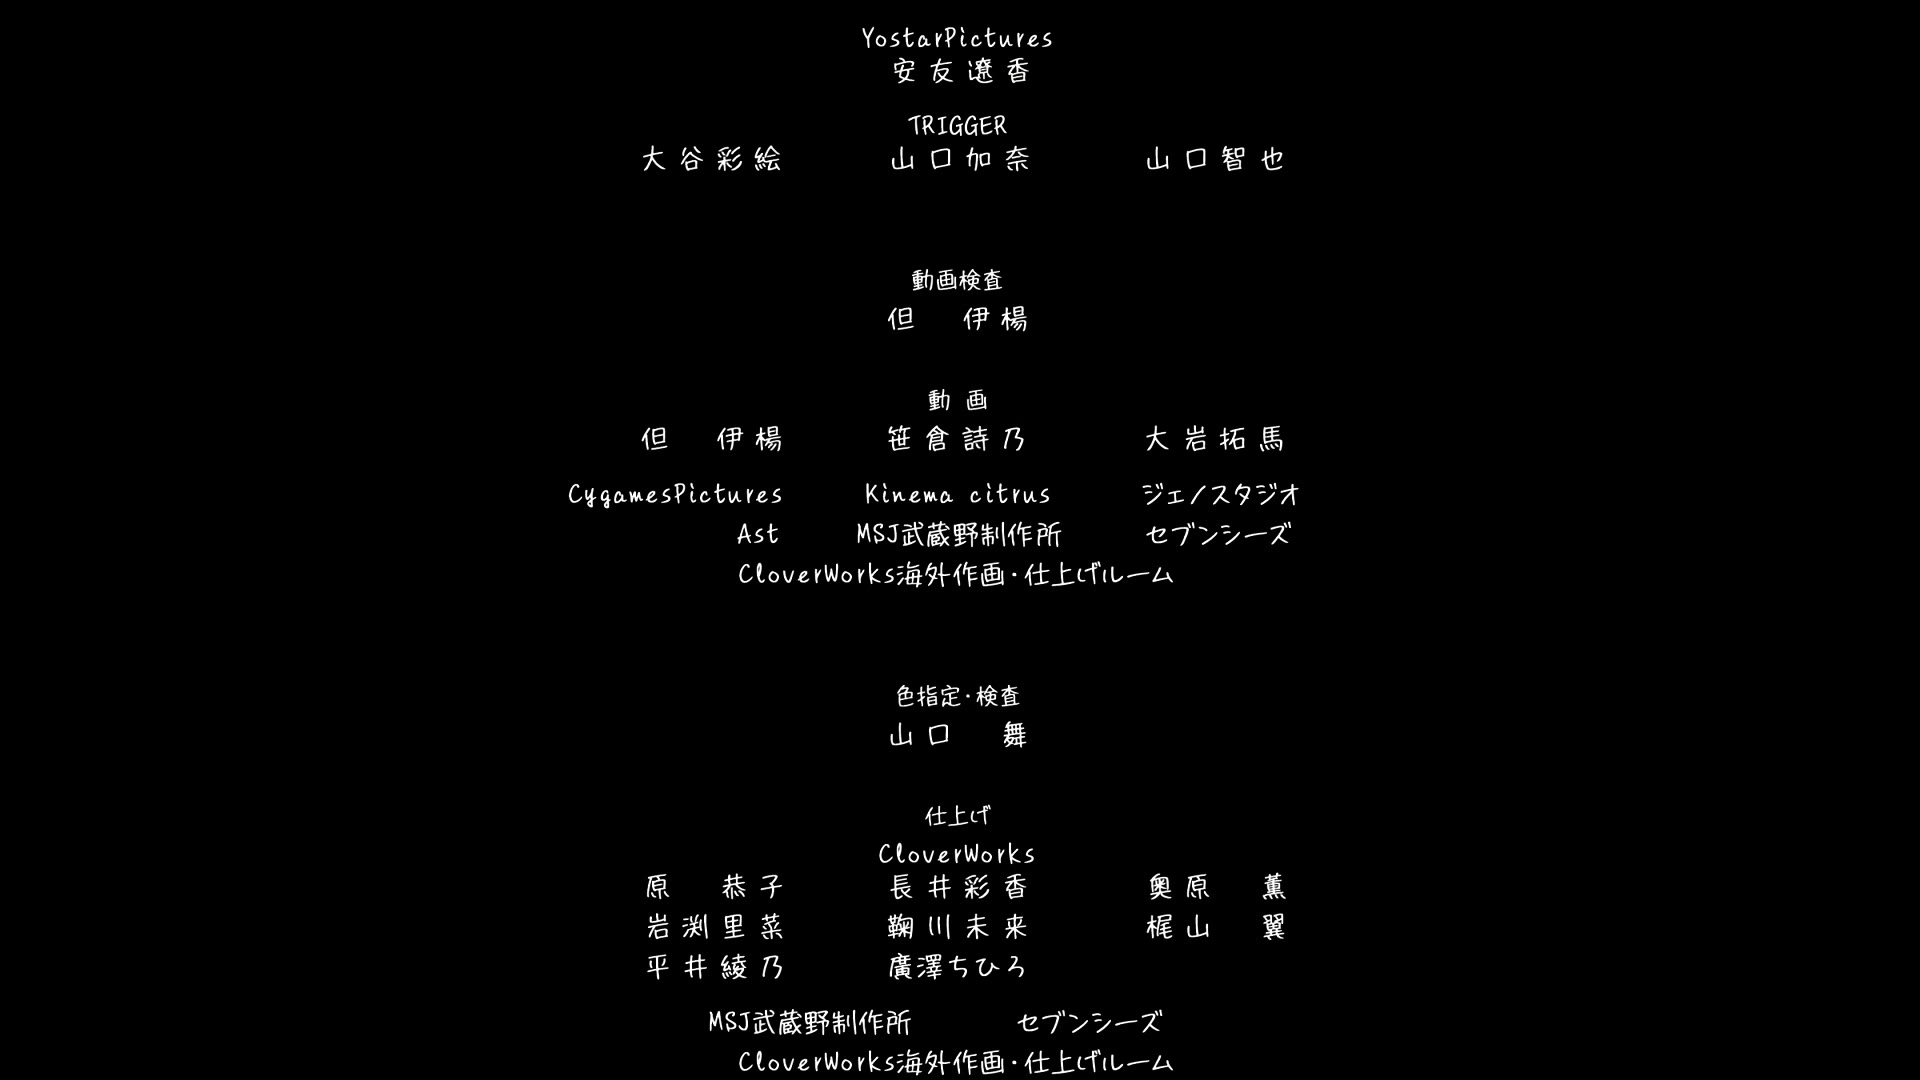 YostarPictures
安友遼香
TRIGGER
大谷彩絵 山口加奈 山口智也
動画検査
但 伊楊
動画
但 伊楊 笹倉詩乃 大岩拓馬
CygamesPictures Kinema citrus ジェノスタジオ
Ast MSJ武蔵野制作所 セブンシーズ
CloverWorks海外作画・仕上げルーム
色指定・検査
山口 舞
仕上げ
CloverWorks
原 恭子 長井彩香 奥原 薫
岩渕里菜 鞠川未来 梶山 翼
平井綾乃 廣澤ちひろ
MSJ武蔵野制作所 セブンシーズ
CloverWorks海外作画・仕上げルーム